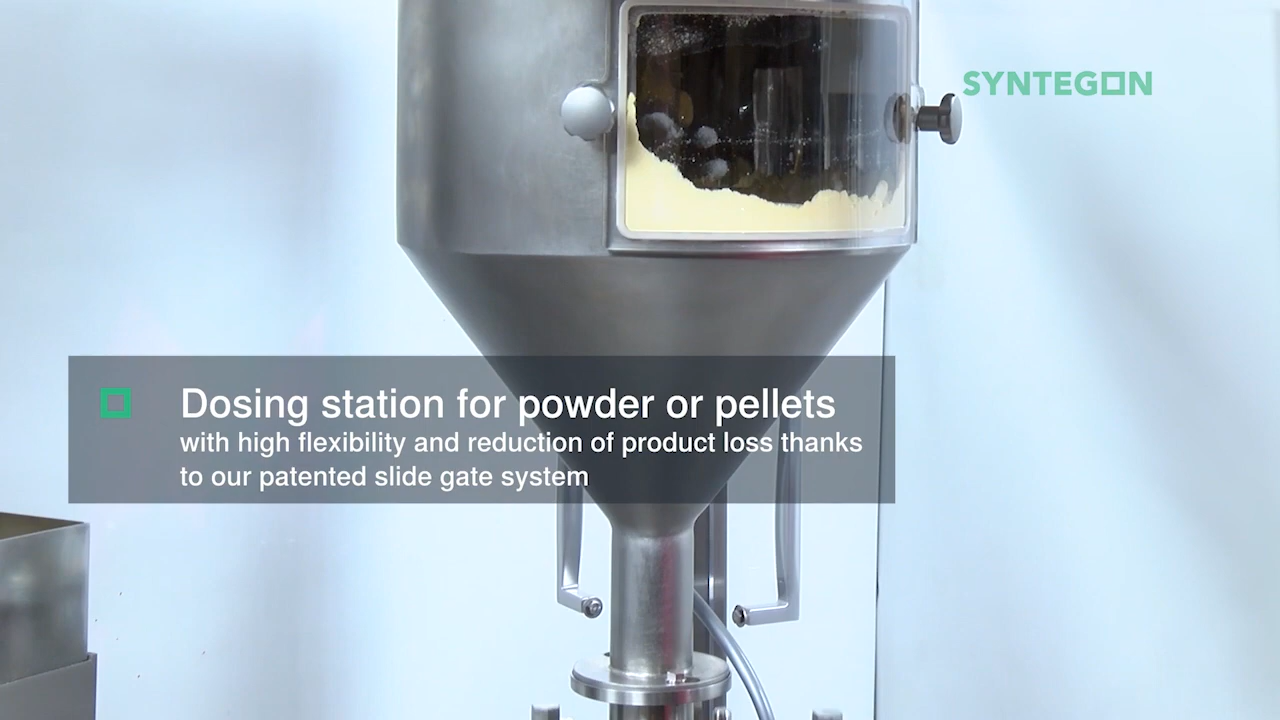 SYNTEGON
Dosing station for powder or pellets
with high flexibility and reduction of product loss thanks
to our patented slide gate system